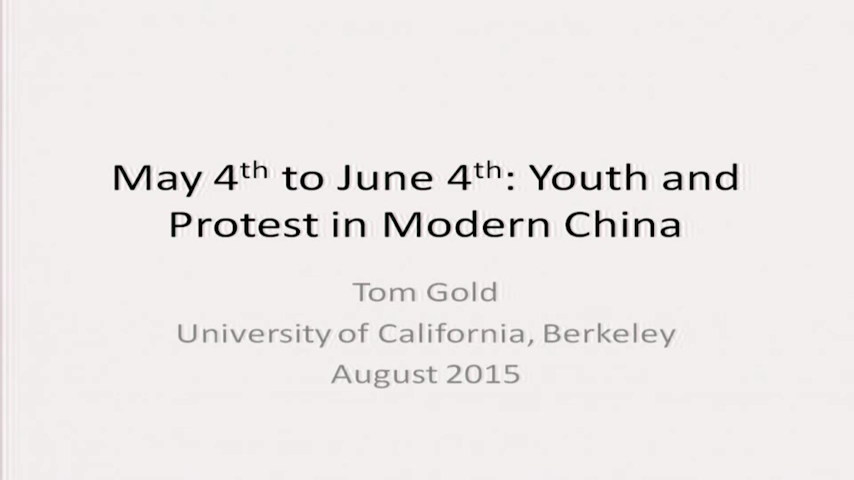 May 4th to June 4th: Youth and
Protest in Modern China
Tom Gold
University of California, Berkeley
August 2015